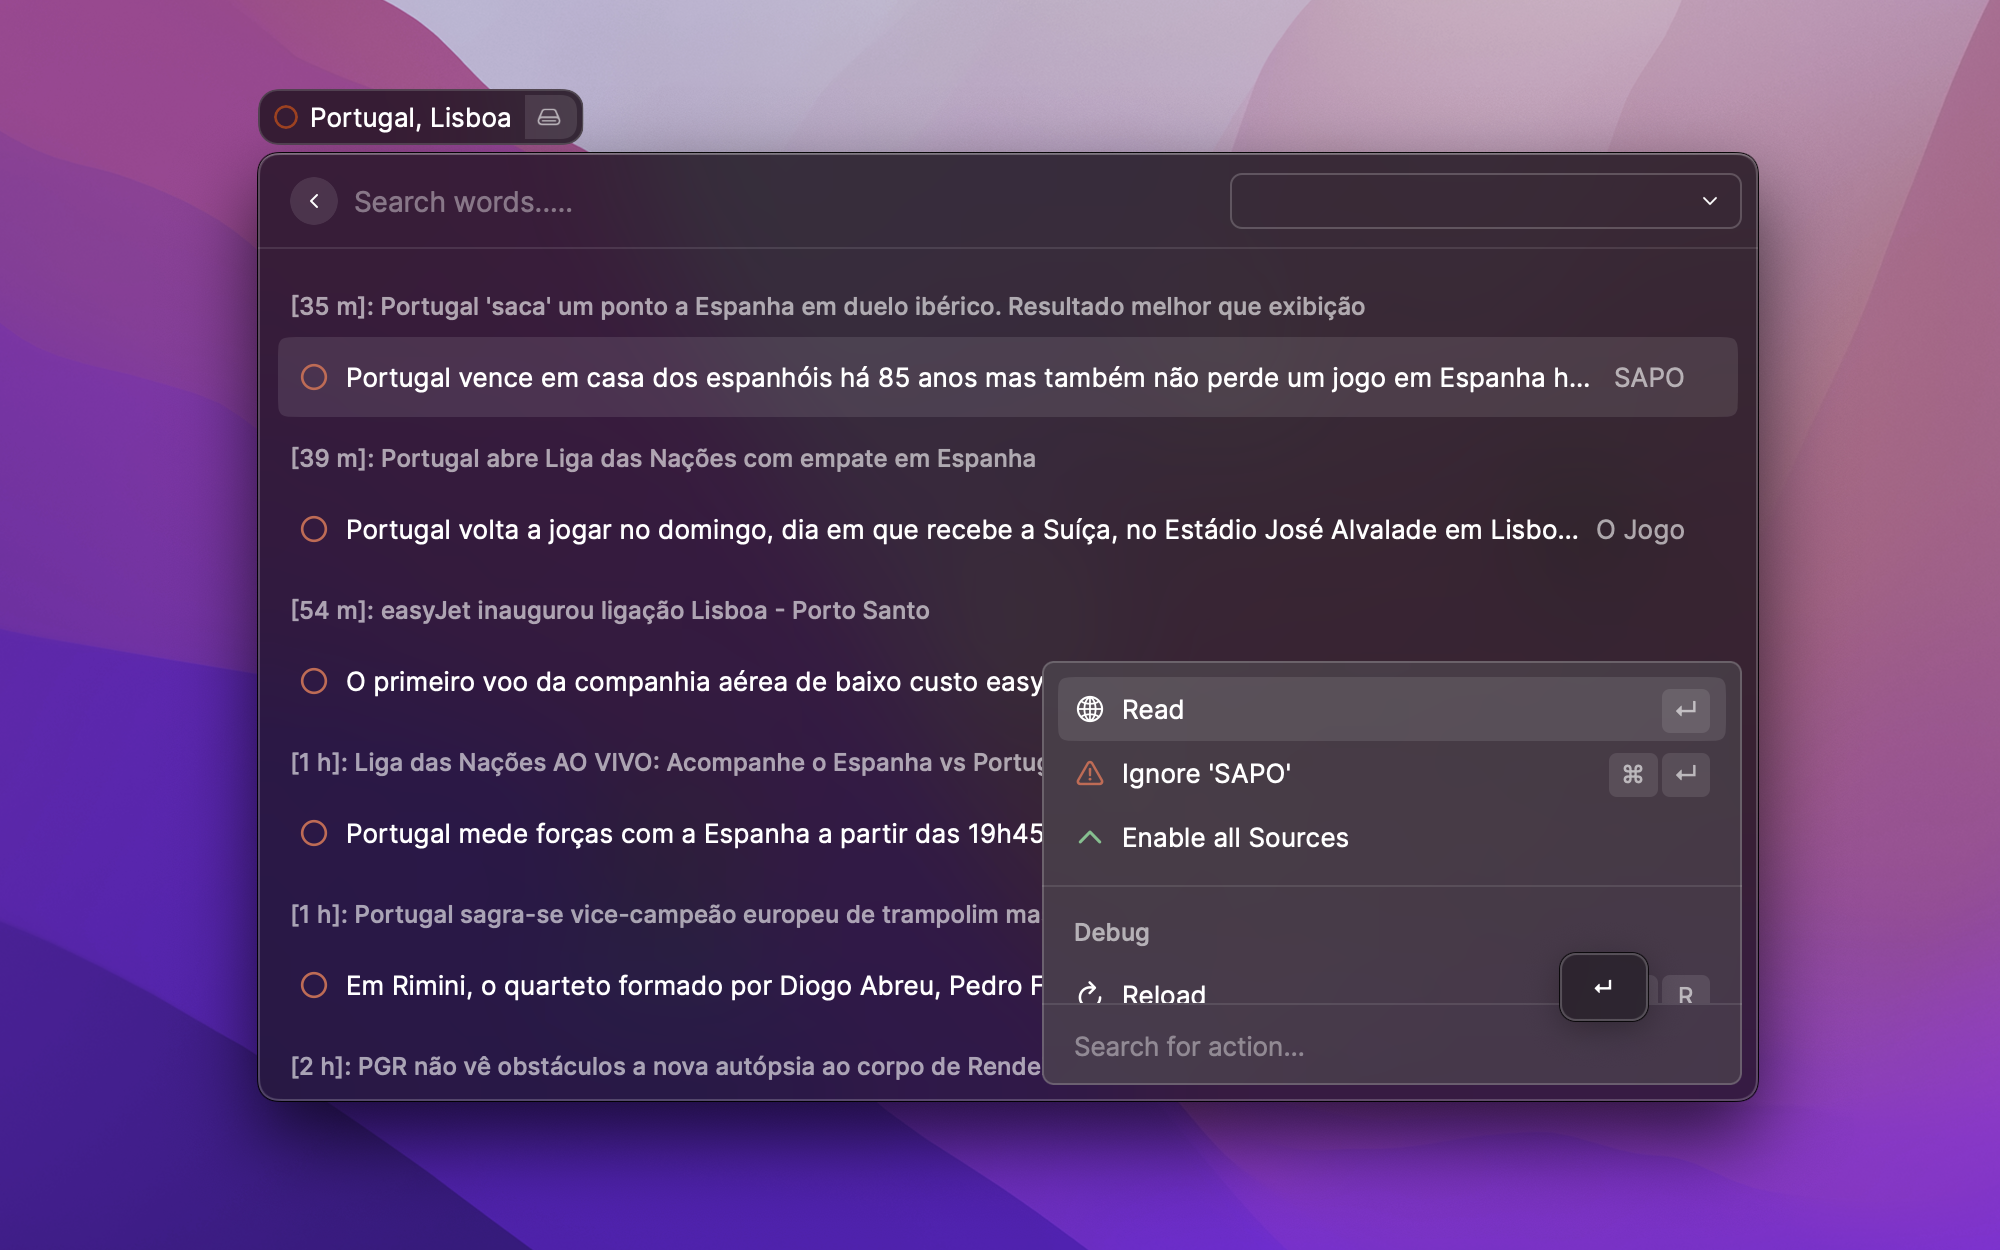 Portugal, Lisboa
Search words.....
[35 m]: Portugal 'saca' um ponto a Espanha em duelo ibérico. Resultado melhor que exibição
Portugal vence em casa dos espanhóis há 85 anos mas também não perde um jogo em Espanha h... SAPO
[39 m]: Portugal abre Liga das Nações com empate em Espanha
Portugal volta a jogar no domingo, dia em que recebe a Suíça, no Estádio José Alvalade em Lisbo... O Jogo
[54 m]: easyJet inaugurou ligação Lisboa - Porto Santo
O primeiro voo da companhia aérea de baixo custo easy
[1 h]: Liga das Nações AO VIVO: Acompanhe o Espanha vs Portug
Portugal mede forças com a Espanha a partir das 19h45
[1 h]: Portugal sagra-se vice-campeão europeu de trampolim ma
Em Rimini, o quarteto formado por Diogo Abreu, Pedro F
[2 h]: PGR não vê obstáculos a nova autópsia ao corpo de Rende
Read ↵
Ignore 'SAPO' ⌘ ↵
Enable all Sources
Debug
Reload ↵ R
Search for action...